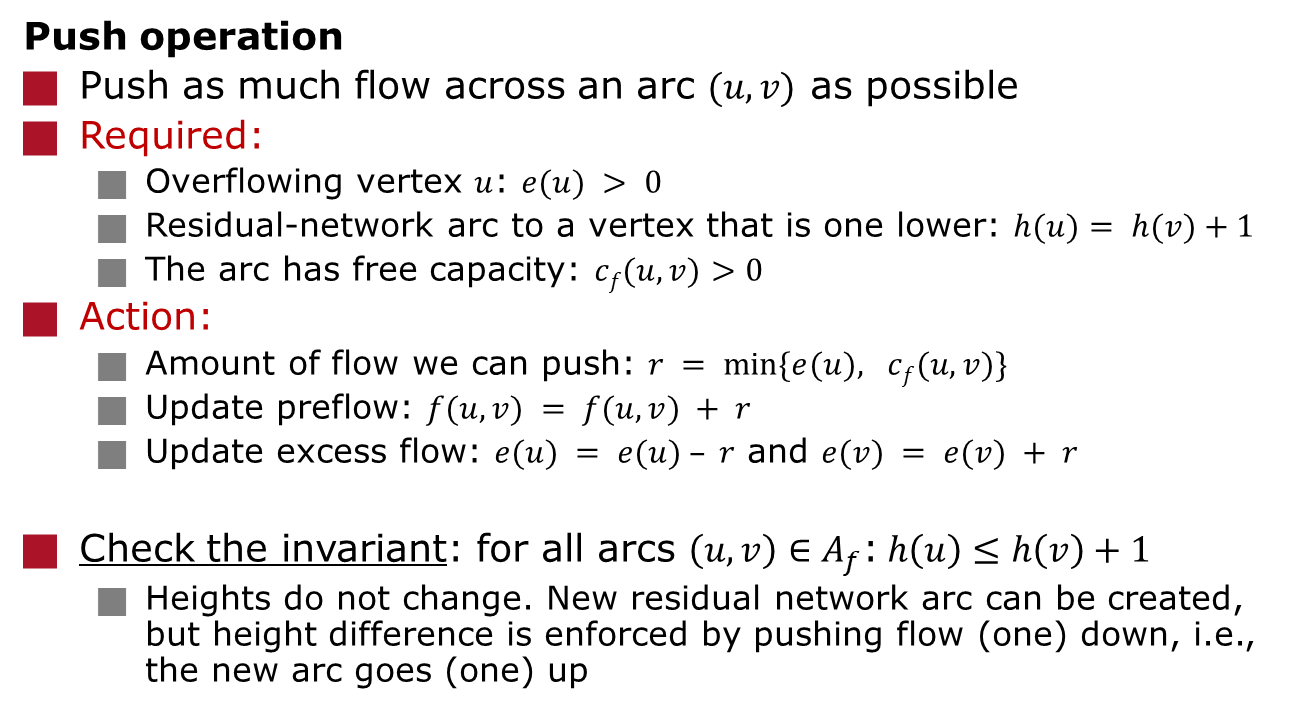 Push operation
Push as much flow across an arc (u, v) as possible
Required:
Overflowing vertex u: e(u) > 0
Residual-network arc to a vertex that is one lower: h(u) = h(v) + 1
The arc has free capacity: c_f(u, v) > 0
Action:
Amount of flow we can push: r = min{e(u), c_f(u, v)}
Update preflow: f(u, v) = f(u, v) + r
Update excess flow: e(u) = e(u) – r and e(v) = e(v) + r
Check the invariant: for all arcs (u, v) ∈ A_f: h(u) ≤ h(v) + 1
Heights do not change. New residual network arc can be created,
but height difference is enforced by pushing flow (one) down, i.e.,
the new arc goes (one) up